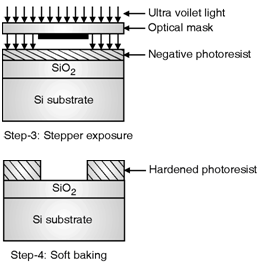 Ultra voilet light
Optical mask
Negative photoresist
SiO2
Si substrate
Step-3: Stepper exposure
Hardened photoresist
SiO2
Si substrate
Step-4: Soft baking